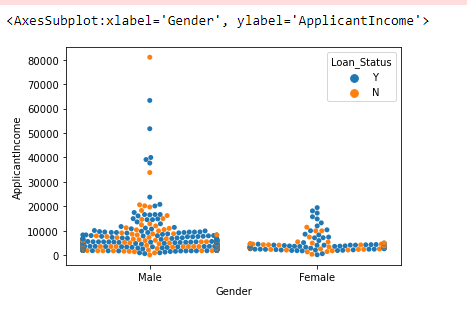 <AxesSubplot:xlabel='Gender', ylabel='ApplicantIncome'>
Loan_Status
Y
N
80000
70000
60000
50000
40000
30000
20000
10000
0
ApplicantIncome
Male
Female
Gender